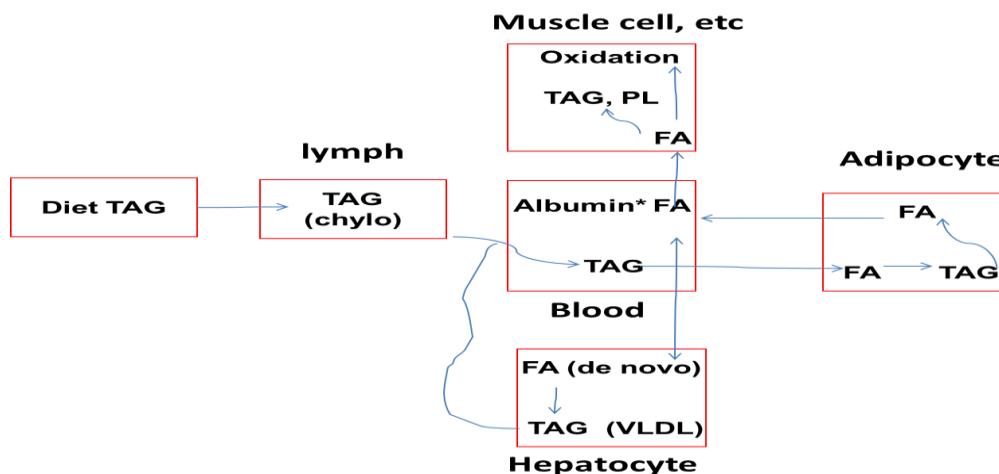 Muscle cell, etc
Oxidation
TAG, PL
FA
lymph
Adipocyte
Diet TAG
TAG
(chylo)
Albumin* FA
TAG
Blood
FA
FA
TAG
FA (de novo)
TAG (VLDL)
Hepatocyte